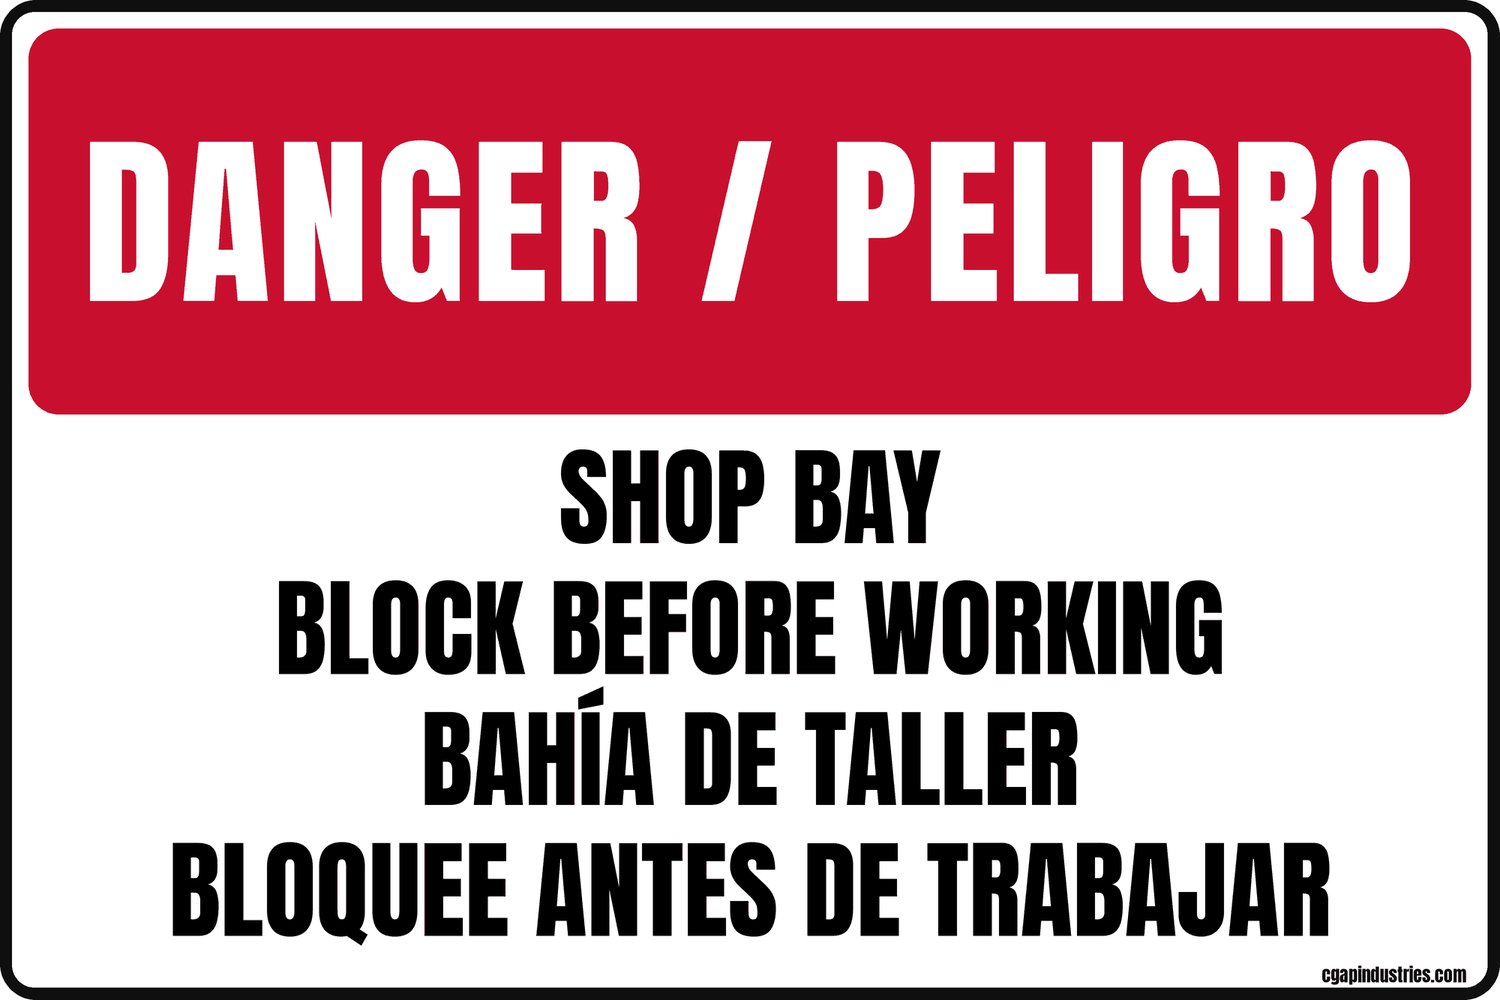 DANGER / PELIGRO
SHOP BAY
BLOCK BEFORE WORKING
BAHÍA DE TALLER
BLOQUEE ANTES DE TRABAJAR
cgapindustries.com